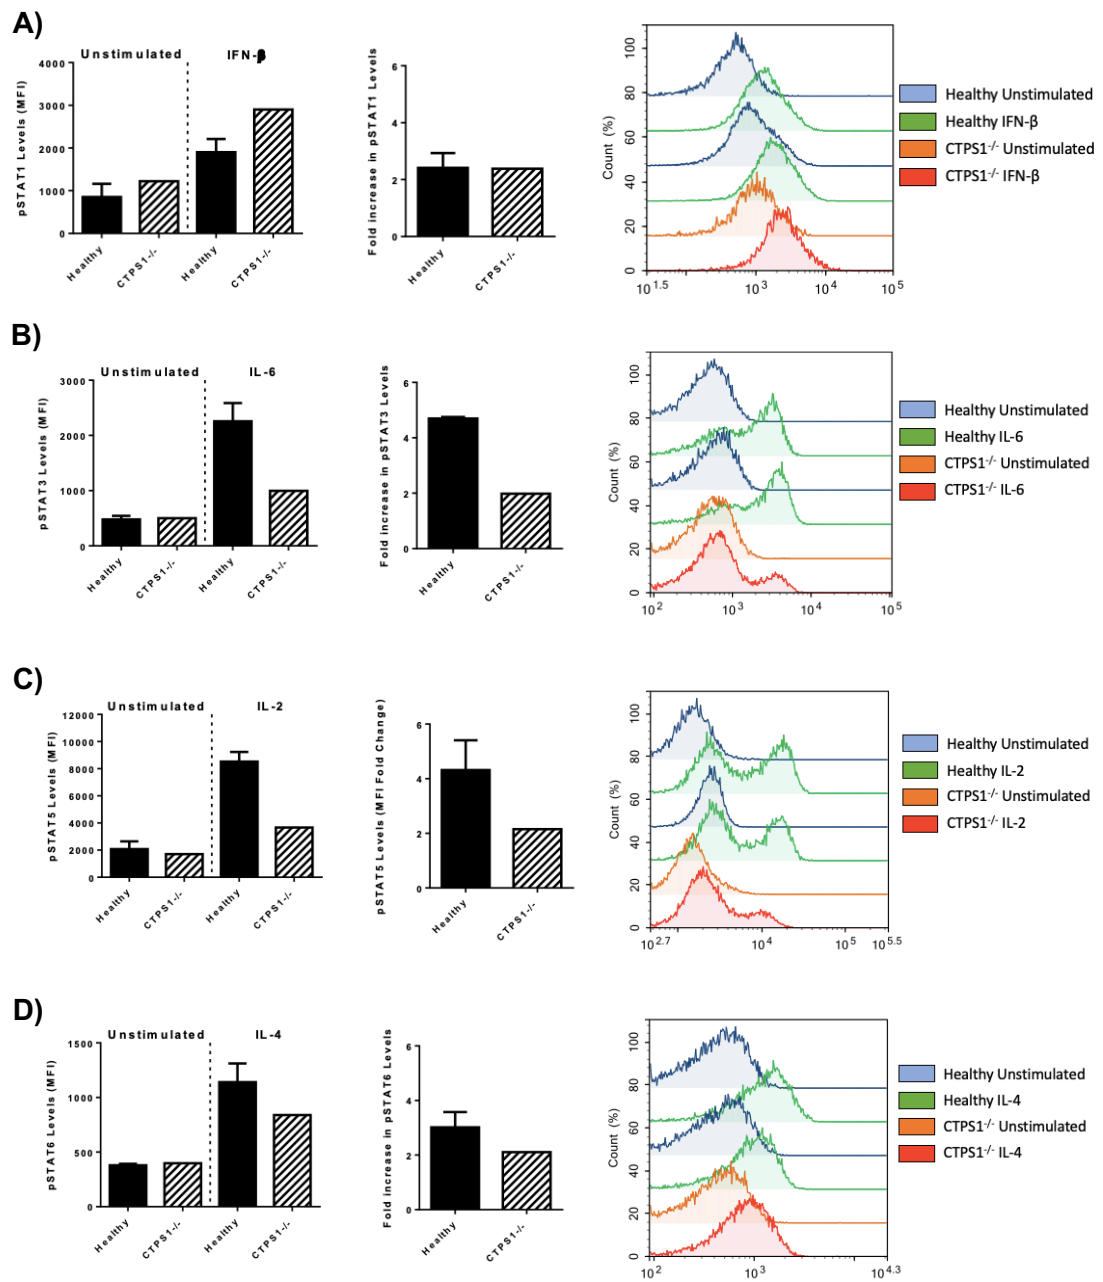 A)
Unstimulated IFN-β
pSTAT1 Levels (MFI)
4000
3000
2000
1000
0
Healthy
CTPS1-/-
Healthy
CTPS1-/-
Fold increase in pSTAT1 Levels
6
4
2
0
Healthy
CTPS1-/-
Count (%)
100
80
60
40
20
0
10^1.5 10^3 10^4 10^5
Healthy Unstimulated
Healthy IFN-β
CTPS1-/- Unstimulated
CTPS1-/- IFN-β
B)
Unstimulated IL-6
pSTAT3 Levels (MFI)
3000
2000
1000
0
Healthy
CTPS1-/-
Healthy
CTPS1-/-
Fold increase in pSTAT3 Levels
6
4
2
0
Healthy
CTPS1-/-
Count (%)
100
80
60
40
20
0
10^2 10^3 10^4 10^5
Healthy Unstimulated
Healthy IL-6
CTPS1-/- Unstimulated
CTPS1-/- IL-6
C)
Unstimulated IL-2
pSTAT5 Levels (MFI)
12000
10000
8000
6000
4000
2000
0
Healthy
CTPS1-/-
Healthy
CTPS1-/-
pSTAT5 Levels (MFI Fold Change)
6
4
2
0
Healthy
CTPS1-/-
Count (%)
100
80
60
40
20
0
10^2.7 10^4 10^5 10^5.5
Healthy Unstimulated
Healthy IL-2
CTPS1-/- Unstimulated
CTPS1-/- IL-2
D)
Unstimulated IL-4
pSTAT6 Levels (MFI)
1500
1000
500
0
Healthy
CTPS1-/-
Healthy
CTPS1-/-
Fold increase in pSTAT6 Levels
6
4
2
0
Healthy
CTPS1-/-
Count (%)
100
80
60
40
20
0
10^2 10^3 10^4.3
Healthy Unstimulated
Healthy IL-4
CTPS1-/- Unstimulated
CTPS1-/- IL-4